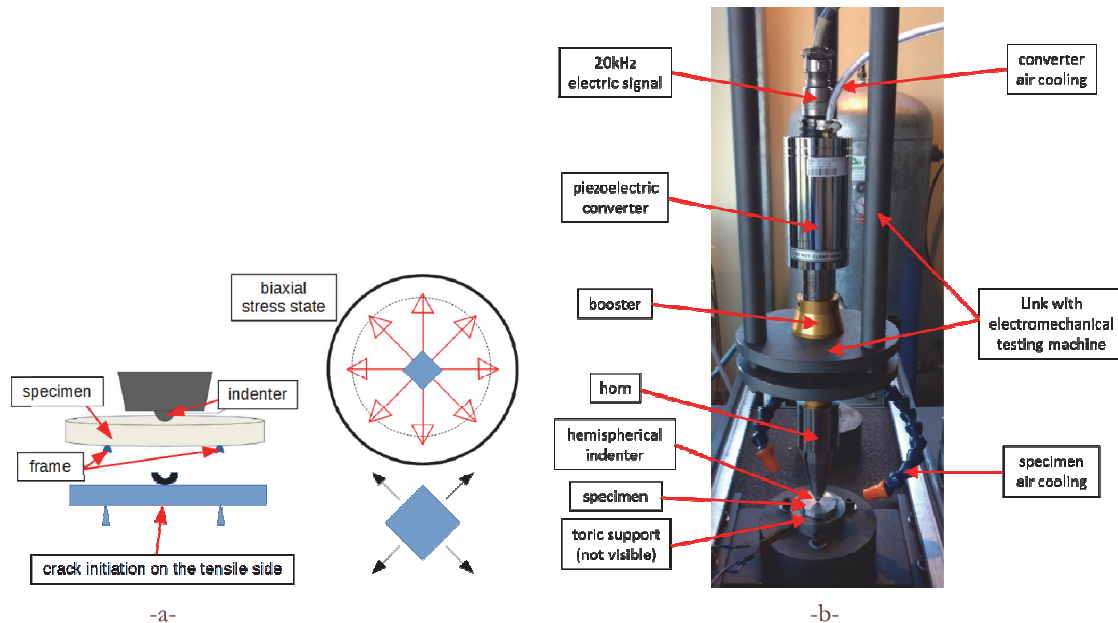 biaxial
stress state
specimen
indenter
frame
crack initiation on the tensile side
-a-
20kHz
electric signal
converter
air cooling
piezoelectric
converter
booster
Link with
electromechanical
testing machine
horn
hemispherical
indenter
specimen
specimen
air cooling
toric support
(not visible)
-b-